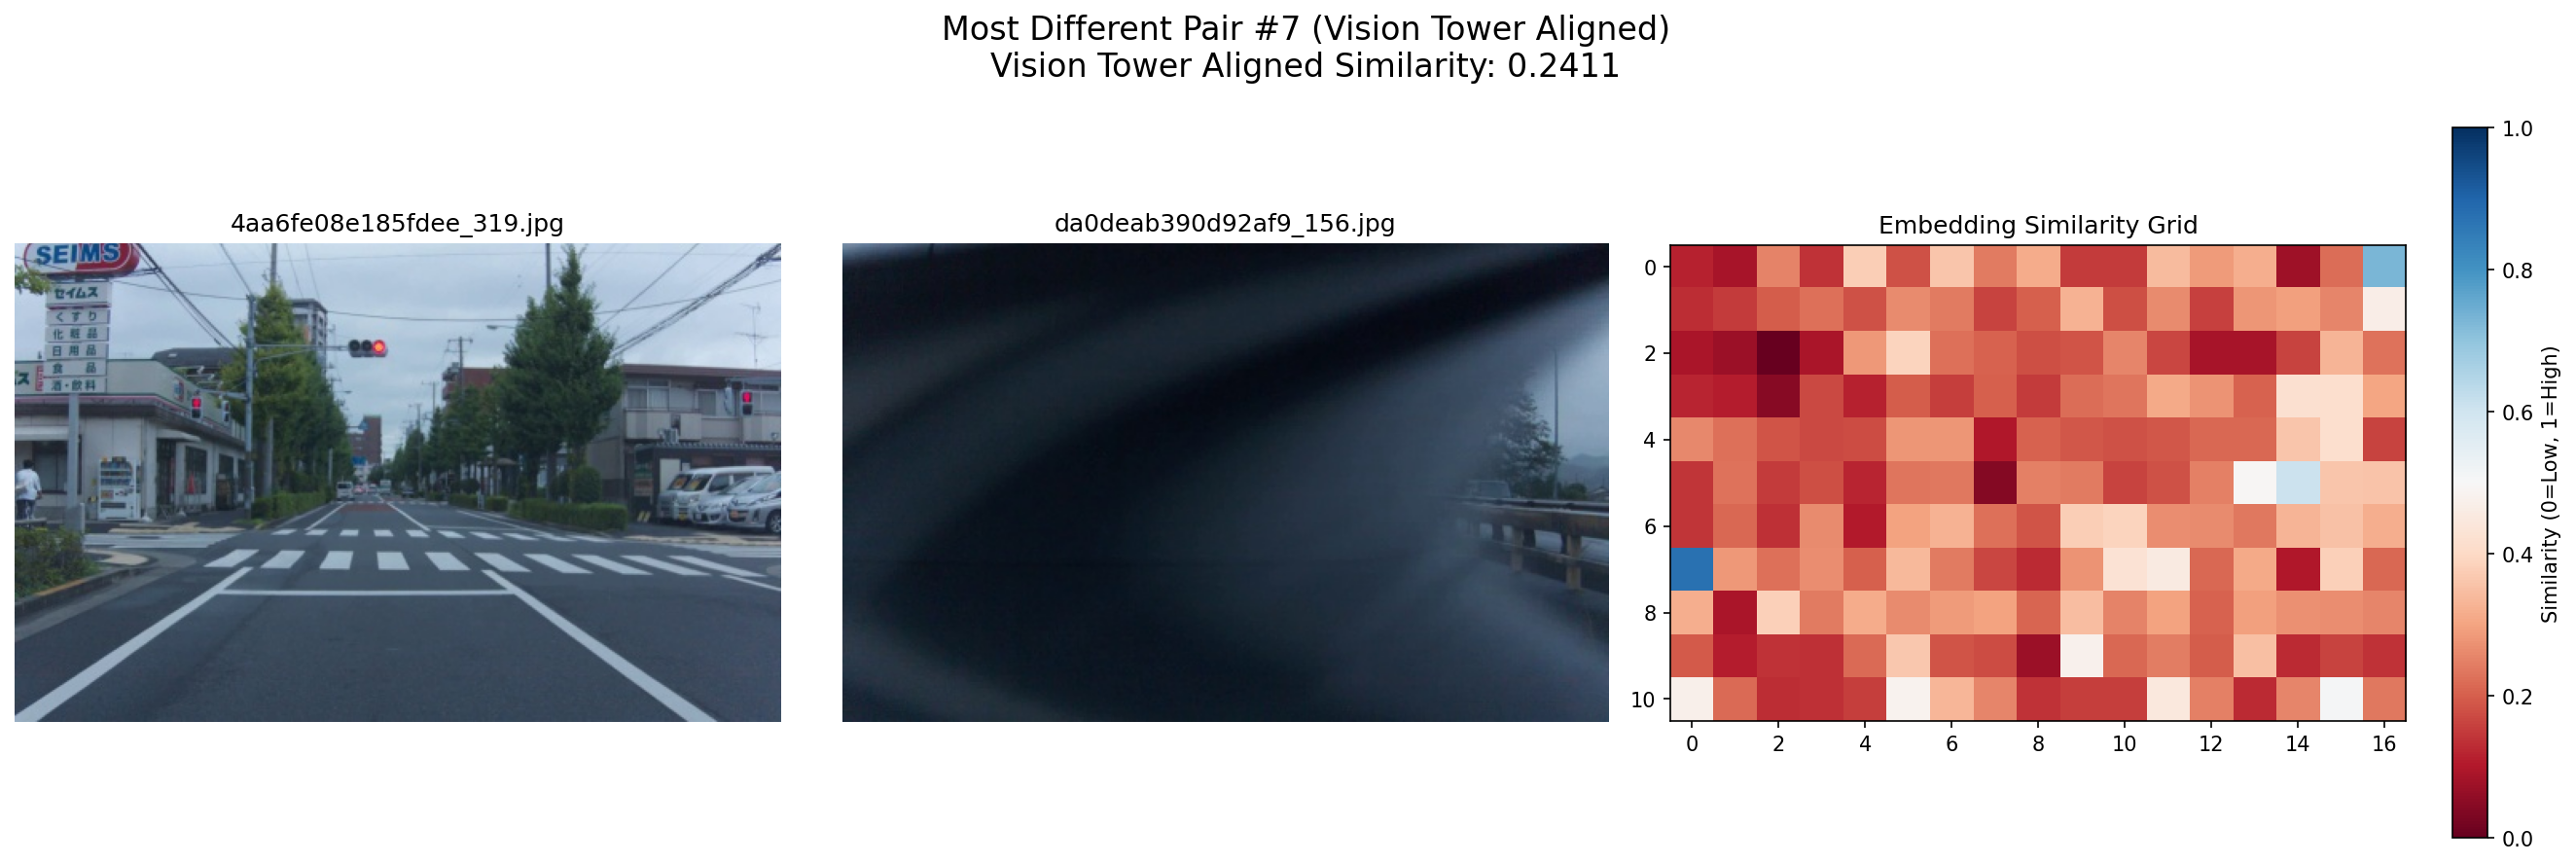 Most Different Pair #7 (Vision Tower Aligned)
Vision Tower Aligned Similarity: 0.2411
4aa6fe08e185fdee_319.jpg
SEIMS
セイムス
くすり
化粧品
日用品
食品
酒・飲料
ス
da0deab390d92af9_156.jpg
Embedding Similarity Grid
0
2
4
6
8
10
0 2 4 6 8 10 12 14 16
1.0
0.8
0.6
0.4
0.2
0.0
Similarity (0=Low, 1=High)